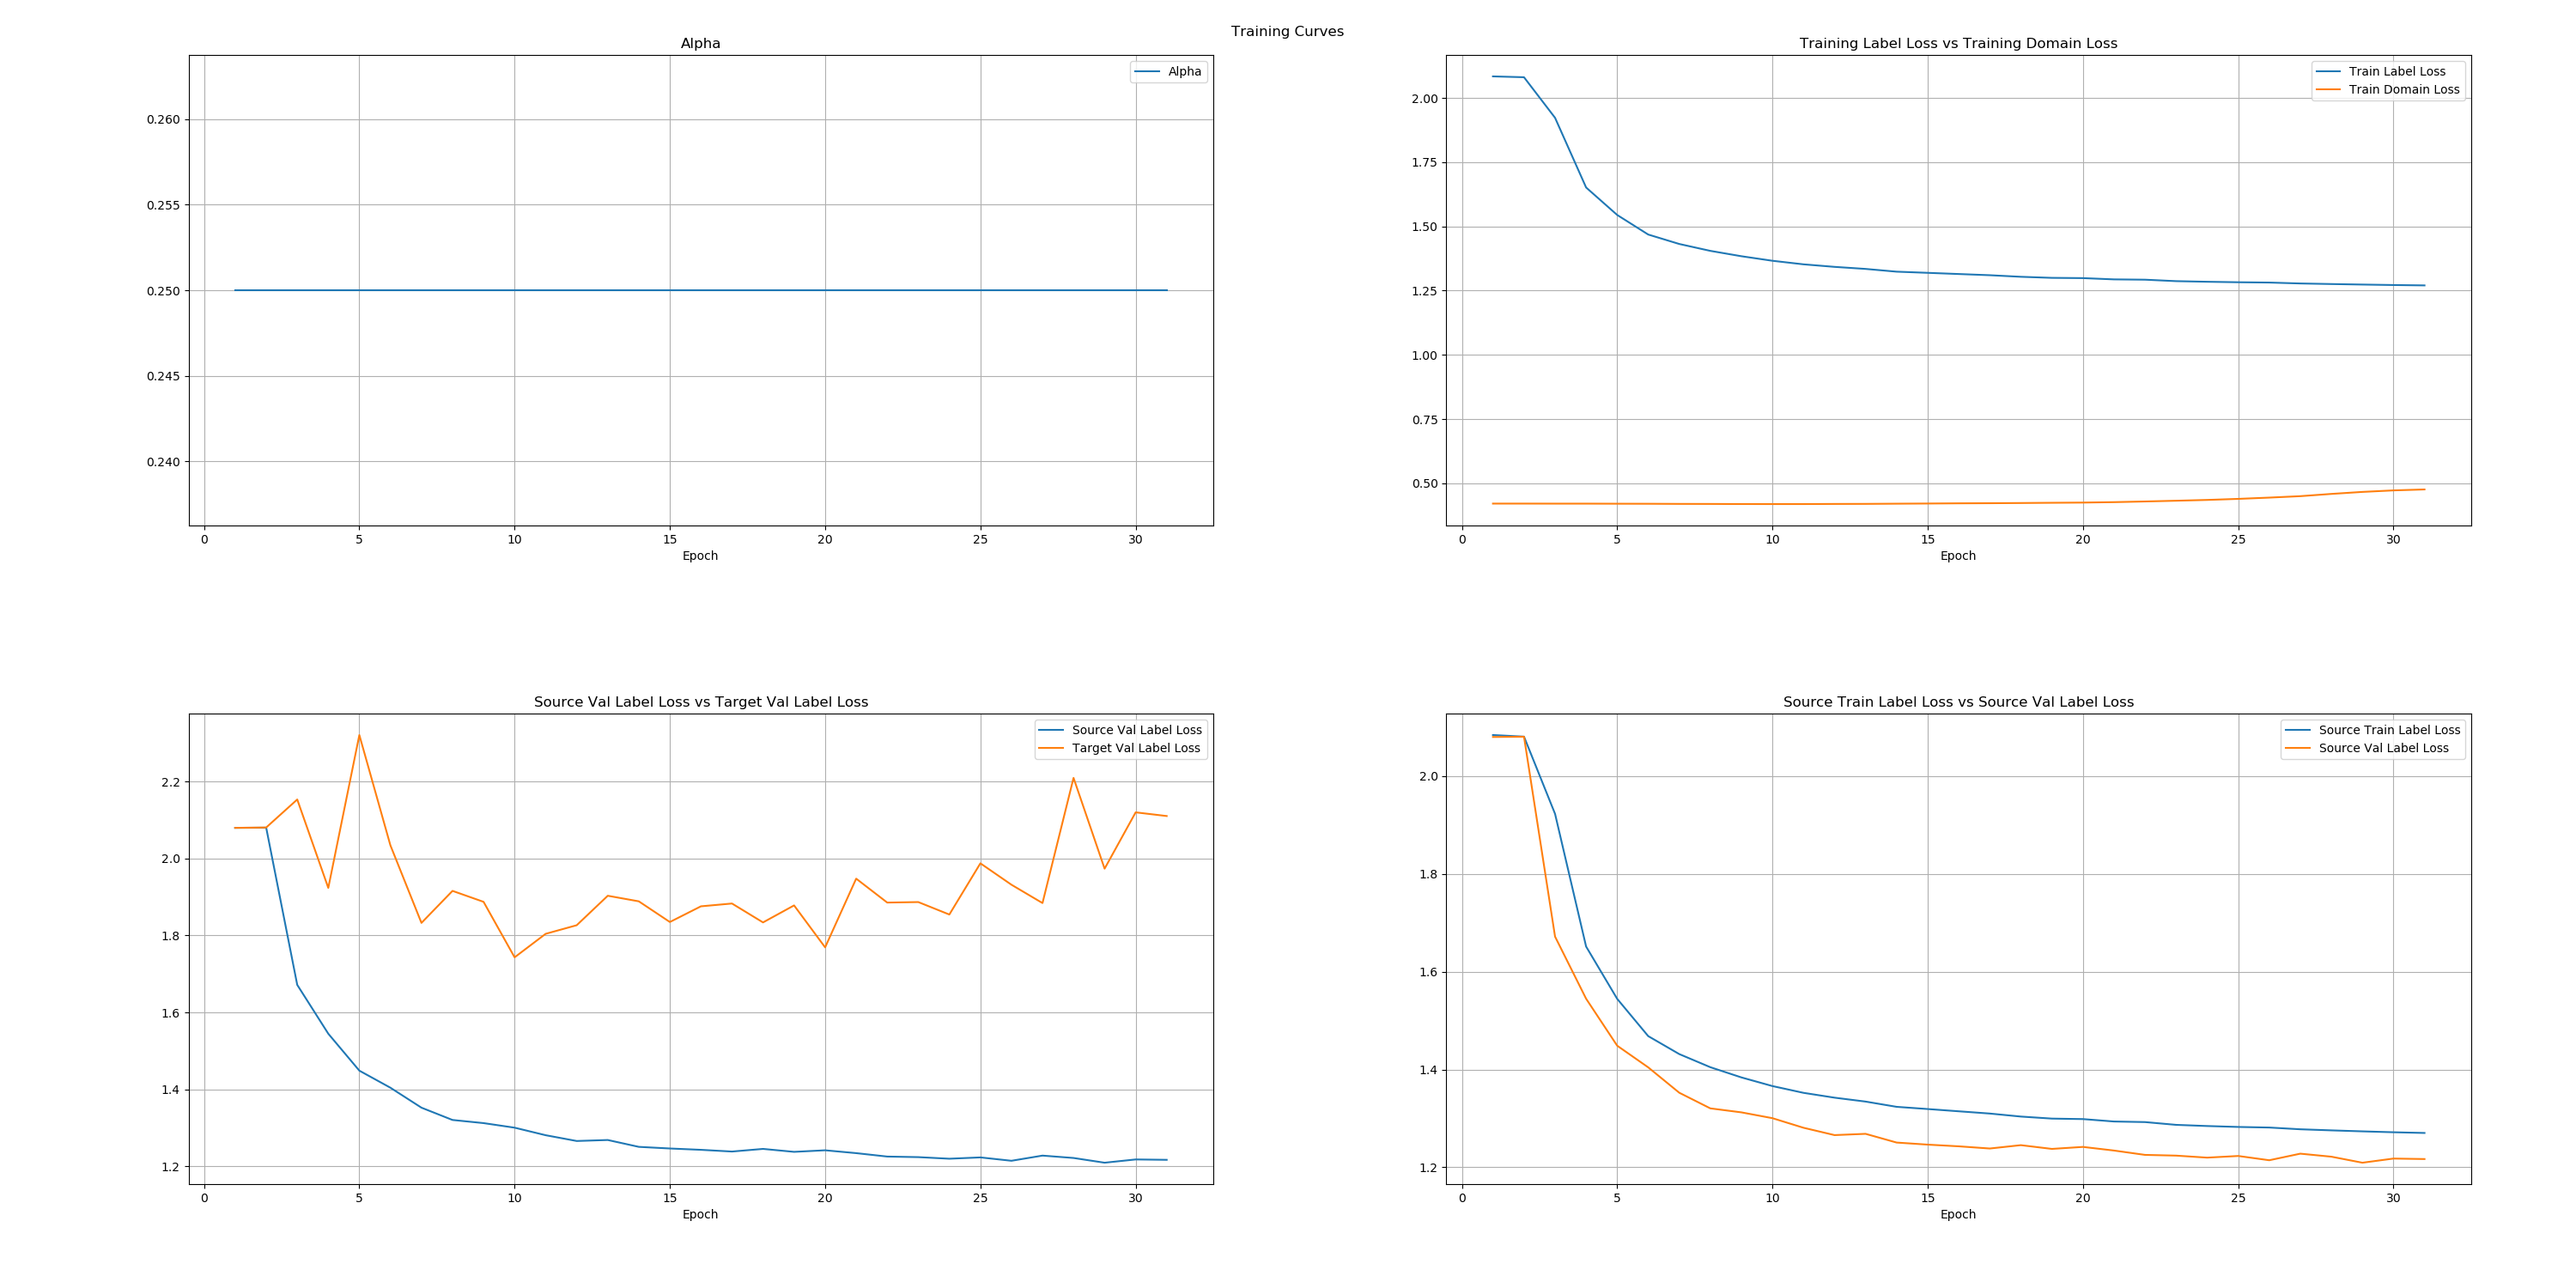 Training Curves
Alpha
Alpha
0.260
0.255
0.250
0.245
0.240
0 5 10 15 20 25 30
Epoch
Training Label Loss vs Training Domain Loss
Train Label Loss
Train Domain Loss
2.00
1.75
1.50
1.25
1.00
0.75
0.50
0 5 10 15 20 25 30
Epoch
Source Val Label Loss vs Target Val Label Loss
Source Val Label Loss
Target Val Label Loss
2.2
2.0
1.8
1.6
1.4
1.2
0 5 10 15 20 25 30
Epoch
Source Train Label Loss vs Source Val Label Loss
Source Train Label Loss
Source Val Label Loss
2.0
1.8
1.6
1.4
1.2
0 5 10 15 20 25 30
Epoch